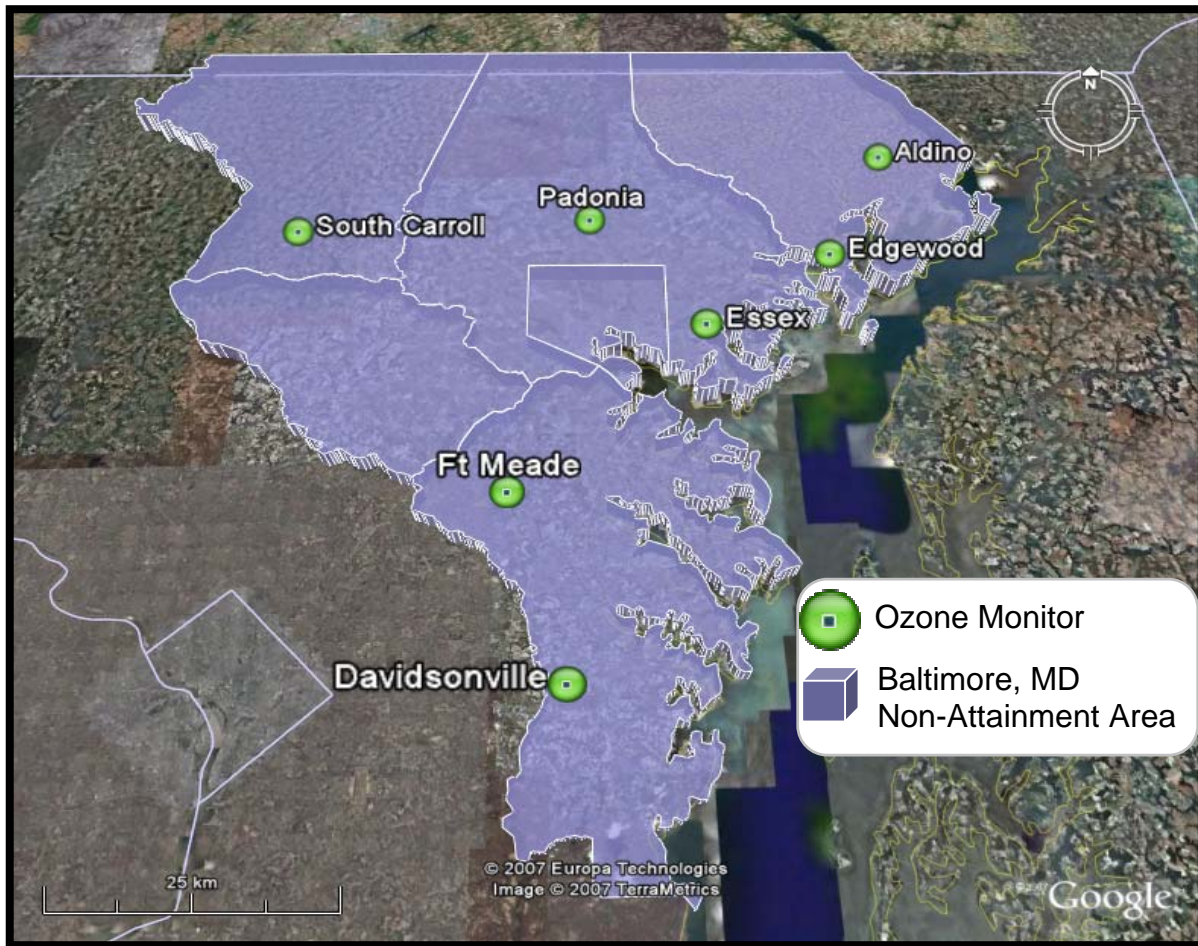 N
Aldino
Padonia
South Carroll
Edgewood
Essex
Ft Meade
Ozone Monitor
Davidsonville
Baltimore, MD
Non-Attainment Area
© 2007 Europa Technologies
Image © 2007 TerraMetrics
25 km
Google